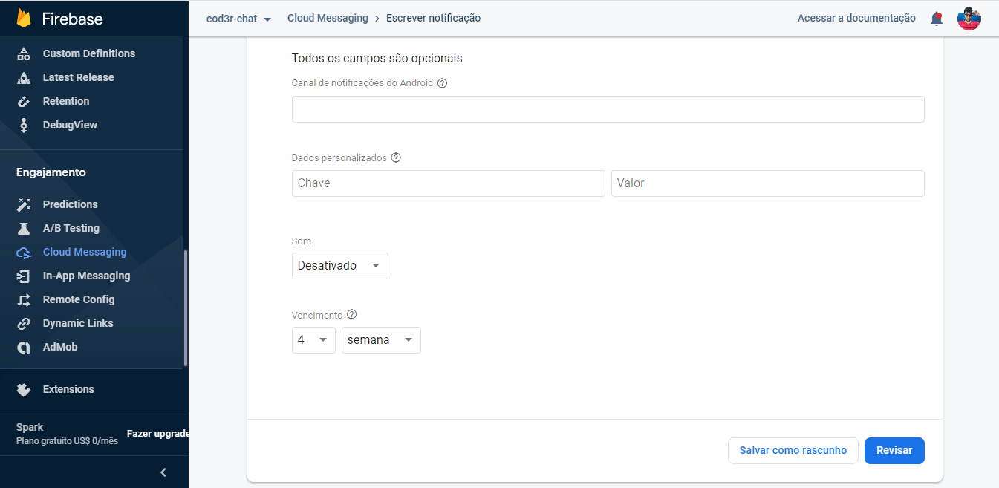 Firebase
cod3r-chat
Cloud Messaging > Escrever notificação
Acessar a documentação
Custom Definitions
Latest Release
Retention
DebugView
Engajamento
Predictions
A/B Testing
Cloud Messaging
In-App Messaging
Remote Config
Dynamic Links
AdMob
Extensions
Spark
Plano gratuito US$ 0/mês
Fazer upgrade
Todos os campos são opcionais
Canal de notificações do Android
Dados personalizados
Chave
Valor
Som
Desativado
Vencimento
4
semana
Salvar como rascunho
Revisar